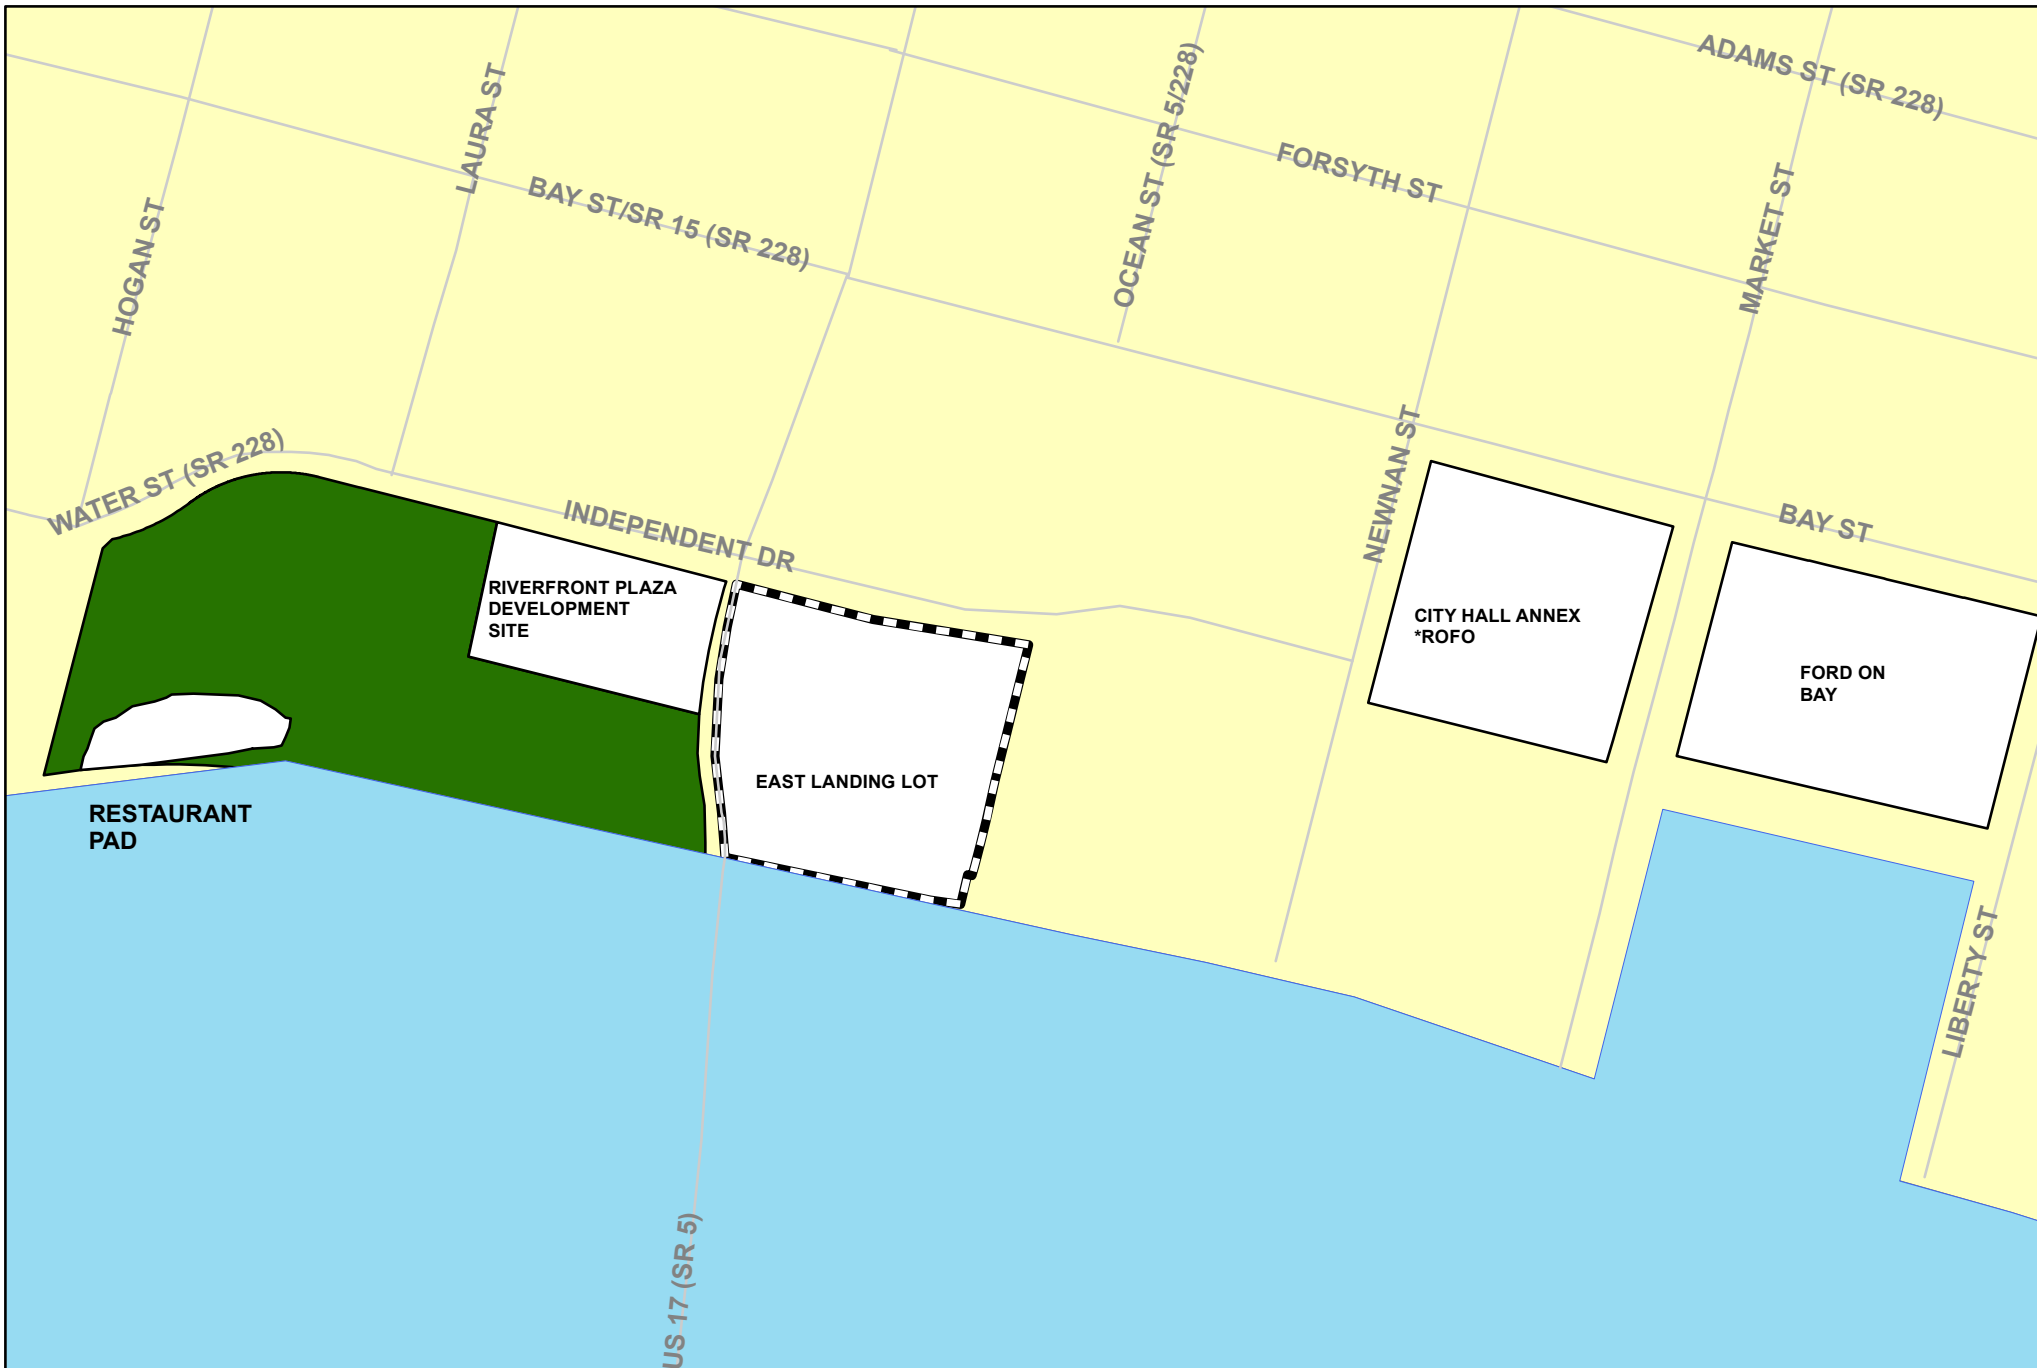 ADAMS ST (SR 228)
LAURA ST
OCEAN ST (SR 5/228)
FORSYTH ST
BAY ST/SR 15 (SR 228)
HOGAN ST
MARKET ST
WATER ST (SR 228)
INDEPENDENT DR
NEWNAN ST
BAY ST
RIVERFRONT PLAZA
DEVELOPMENT
SITE
CITY HALL ANNEX
*ROFO
FORD ON
BAY
EAST LANDING LOT
RESTAURANT
PAD
LIBERTY ST
US 17 (SR 5)